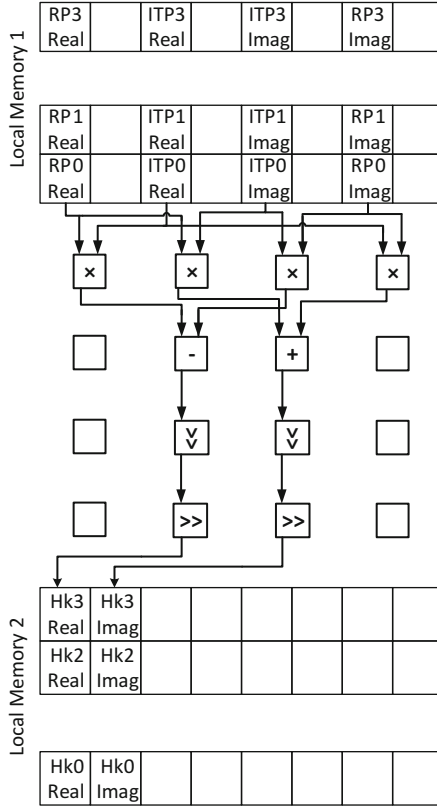 Local Memory 1
RP3 ITP3 ITP3 RP3
Real Real Imag Imag
RP1 ITP1 ITP1 RP1
Real Real Imag Imag
RP0 ITP0 ITP0 RP0
Real Real Imag Imag
× × × ×
- +
<< <<
>> >>
Local Memory 2
Hk3 Hk3
Real Imag
Hk2 Hk2
Real Imag
Hk0 Hk0
Real Imag